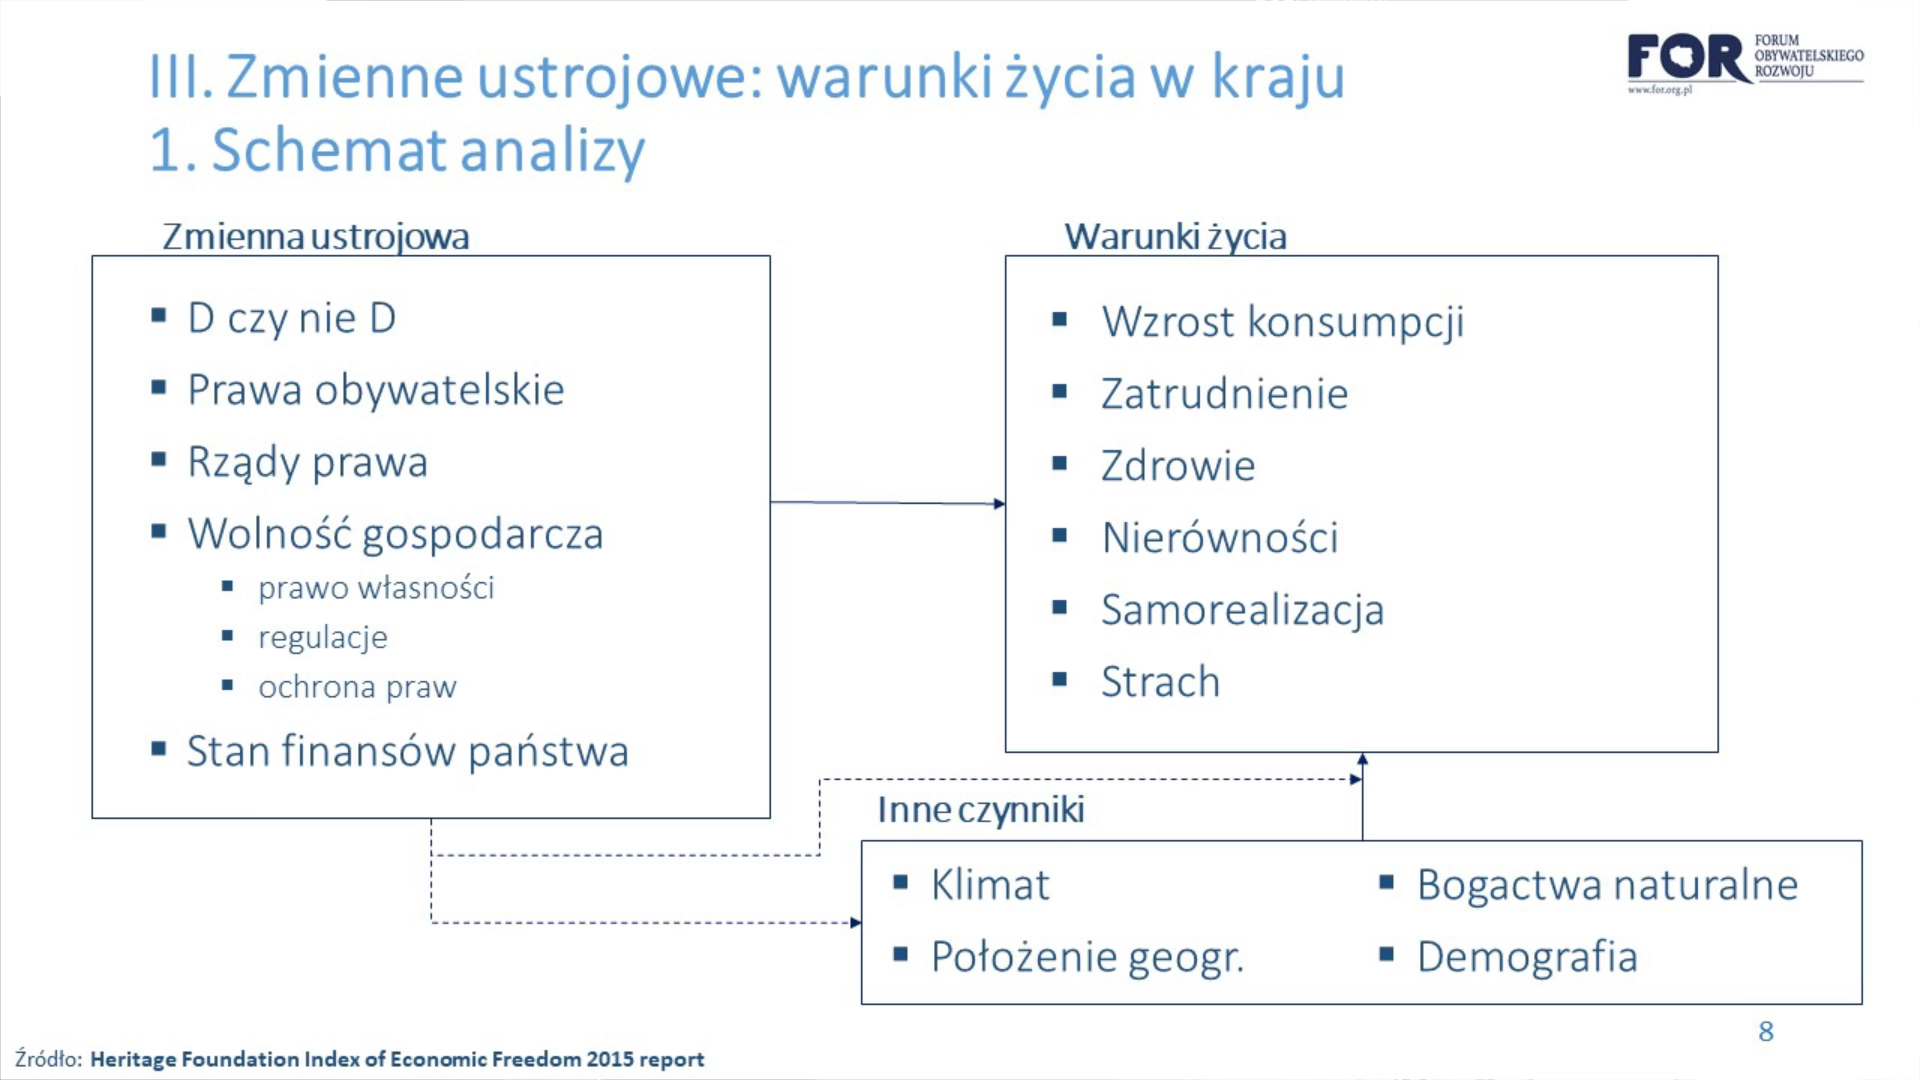 III. Zmienne ustrojowe: warunki życia w kraju
1. Schemat analizy
FOR
FORUM
OBYWATELSKIEGO
ROZWOJU
www.for.org.pl
Zmienna ustrojowa
D czy nie D
Prawa obywatelskie
Rządy prawa
Wolność gospodarcza
prawo własności
regulacje
ochrona praw
Stan finansów państwa
Warunki życia
Wzrost konsumpcji
Zatrudnienie
Zdrowie
Nierówności
Samorealizacja
Strach
Inne czynniki
Klimat
Położenie geogr.
Bogactwa naturalne
Demografia
8
Źródło: Heritage Foundation Index of Economic Freedom 2015 report